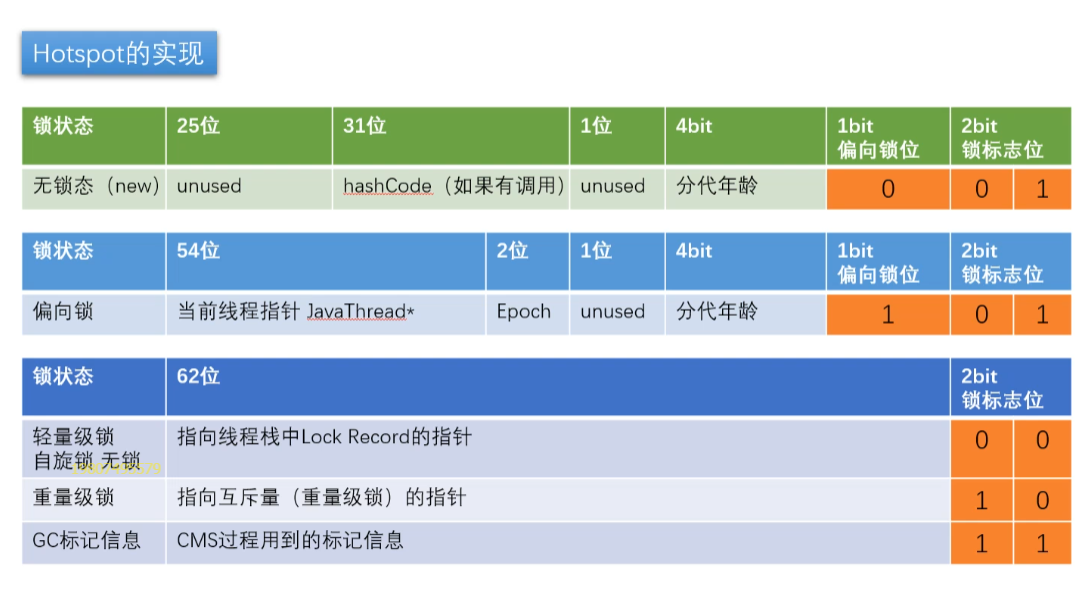 Hotspot的实现
锁状态 25位 31位 1位 4bit 1bit 2bit
偏向锁位 锁标志位
无锁态（new） unused hashCode（如果有调用） unused 分代年龄 0 0 1
锁状态 54位 2位 1位 4bit 1bit 2bit
偏向锁位 锁标志位
偏向锁 当前线程指针 JavaThread* Epoch unused 分代年龄 1 0 1
锁状态 62位 2bit
锁标志位
轻量级锁 指向线程栈中Lock Record的指针 0 0
自旋锁 无锁
重量级锁 指向互斥量（重量级锁）的指针 1 0
GC标记信息 CMS过程用到的标记信息 1 1